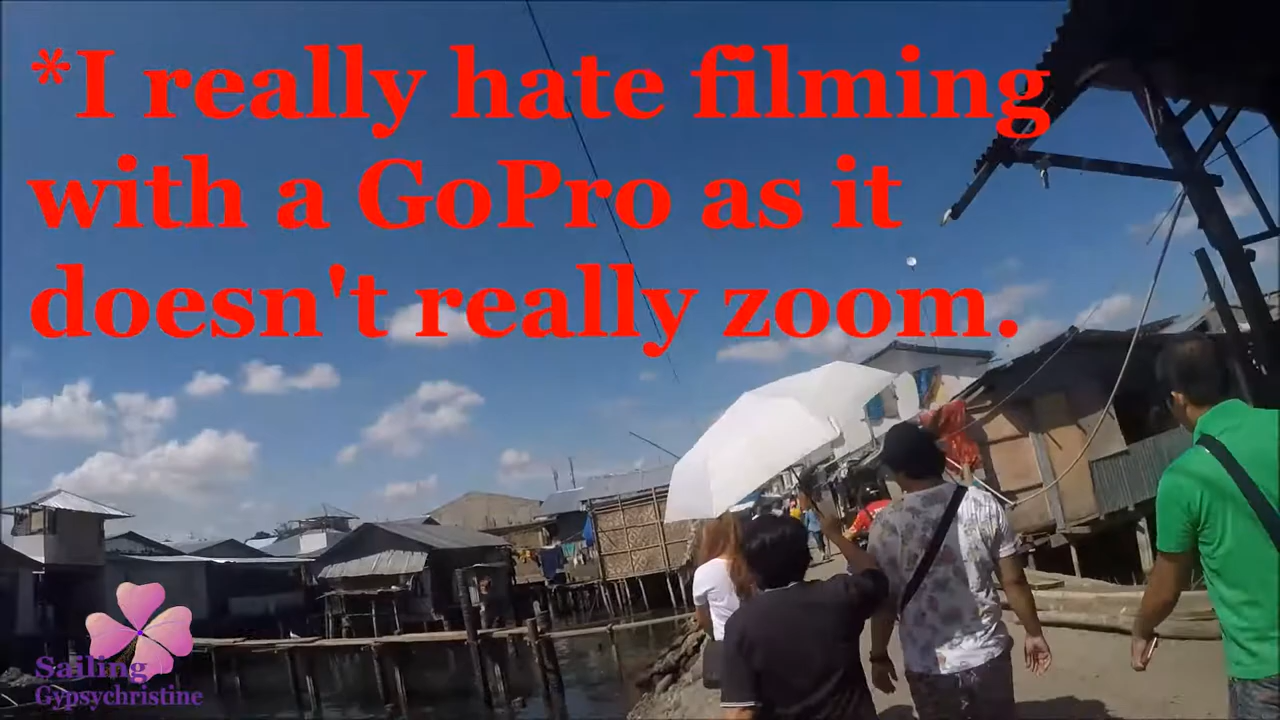 *I really hate filming
with a GoPro as it
doesn't really zoom.
Sailing
Gypsychristine